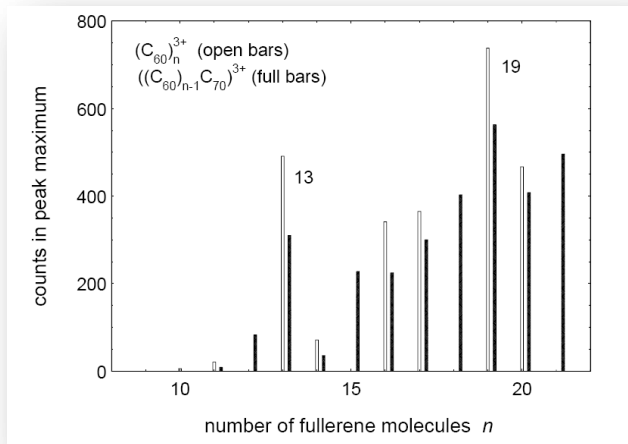 800
600
400
200
0
(C₆₀)ₙ³⁺ (open bars)
((C₆₀)ₙ₋₁C₇₀)³⁺ (full bars)
13
19
10
15
20
counts in peak maximum
number of fullerene molecules n